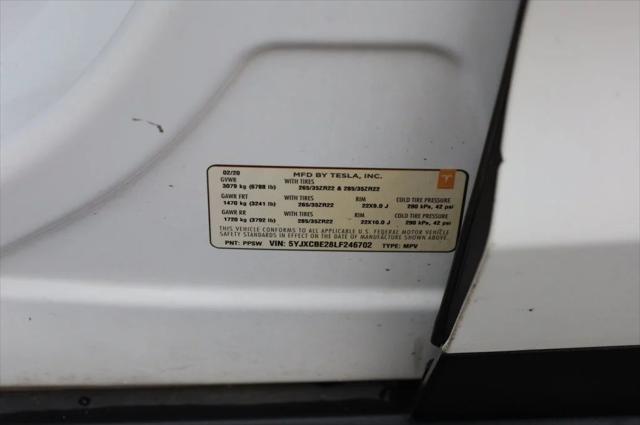 02/20 MFD BY TESLA, INC.
GVWR WITH TIRES
3079 kg (6788 lb) 265/35ZR22 & 285/35ZR22
GAWR FRT WITH TIRES RIM COLD TIRE PRESSURE
1470 kg (3241 lb) 265/35ZR22 22X9.0 J 290 kPa, 42 psi
GAWR RR WITH TIRES RIM COLD TIRE PRESSURE
1720 kg (3792 lb) 285/35ZR22 22X10.0 J 290 kPa, 42 psi
THIS VEHICLE CONFORMS TO ALL APPLICABLE U.S. FEDERAL MOTOR VEHICLE
SAFETY STANDARDS IN EFFECT ON THE DATE OF MANUFACTURE SHOWN ABOVE.
PNT: PPSW VIN: 5YJXCBE28LF246702 TYPE: MPV